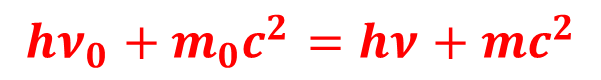 hν₀ + m₀c² = hν + mc²